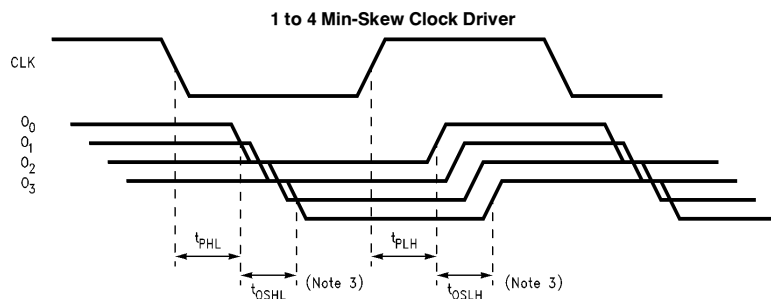 1 to 4 Min-Skew Clock Driver
CLK
O0
O1
O2
O3
tPHL
tPLH
tOSHL (Note 3)
tOSLH (Note 3)